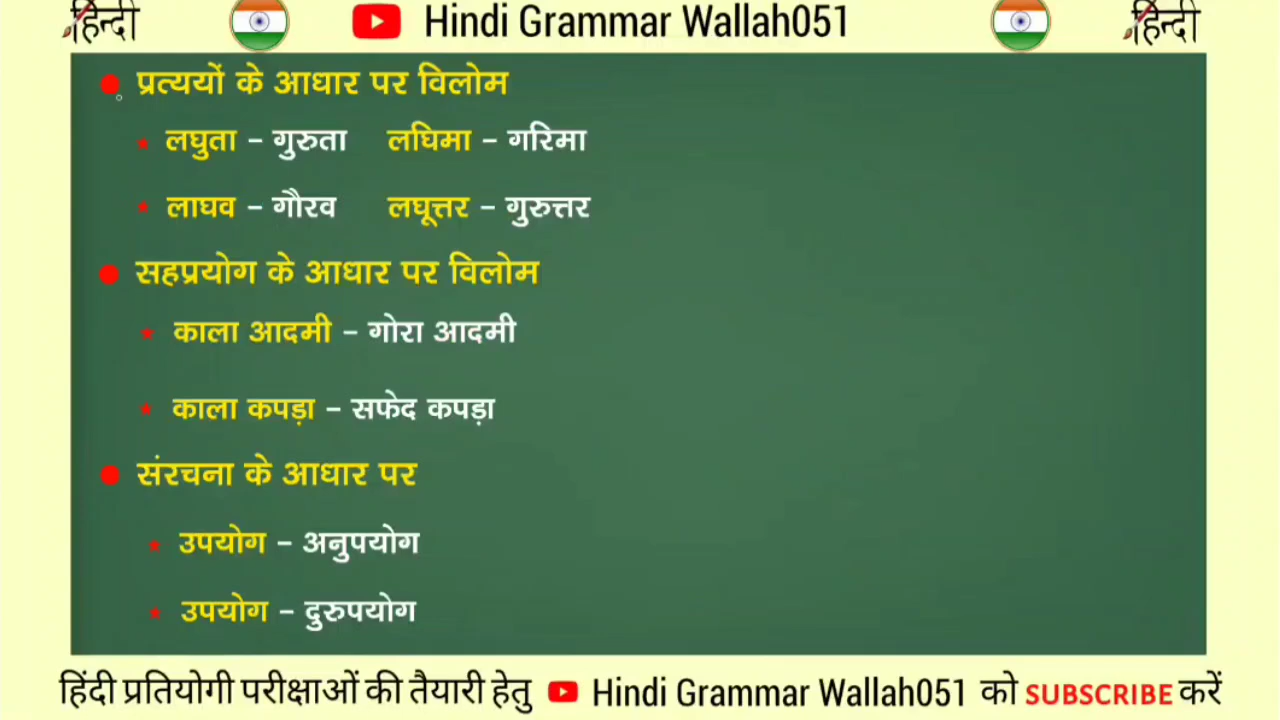 हिन्दी Hindi Grammar Wallah051 हिन्दी
प्रत्ययों के आधार पर विलोम
लघुता – गुरुता लघिमा – गरिमा
लाघव – गौरव लघूत्तर – गुरुत्तर
सहप्रयोग के आधार पर विलोम
काला आदमी – गोरा आदमी
काला कपड़ा – सफेद कपड़ा
संरचना के आधार पर
उपयोग – अनुपयोग
उपयोग – दुरुपयोग
हिंदी प्रतियोगी परीक्षाओं की तैयारी हेतु Hindi Grammar Wallah051 को SUBSCRIBE करें